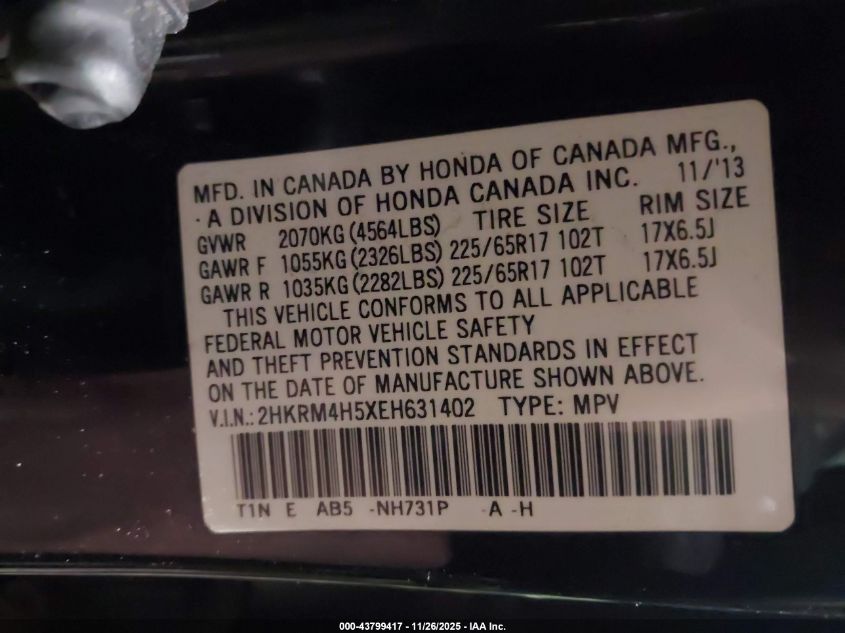 MFD. IN CANADA BY HONDA OF CANADA MFG.,
· A DIVISION OF HONDA CANADA INC. 11/'13
GVWR 2070KG (4564LBS) TIRE SIZE RIM SIZE
GAWR F 1055KG (2326LBS) 225/65R17 102T 17X6.5J
GAWR R 1035KG (2282LBS) 225/65R17 102T 17X6.5J
THIS VEHICLE CONFORMS TO ALL APPLICABLE
FEDERAL MOTOR VEHICLE SAFETY
AND THEFT PREVENTION STANDARDS IN EFFECT
ON THE DATE OF MANUFACTURE SHOWN ABOVE.
V.I.N.: 2HKRM4H5XEH631402 TYPE: MPV
T1N E AB5 -NH731P -A -H
000-43799417 - 11/26/2025 - IAA Inc.